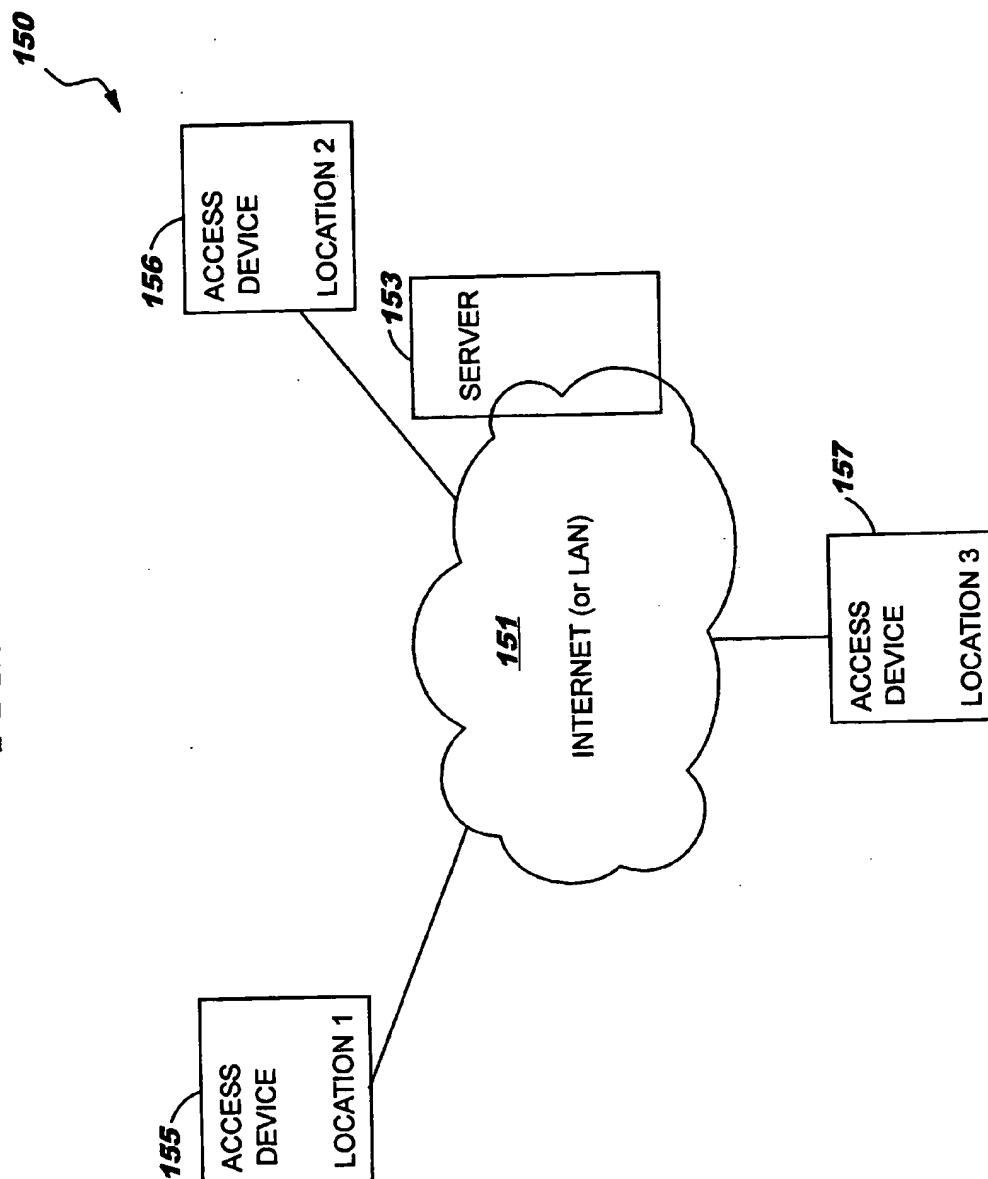 150
156
ACCESS
DEVICE
LOCATION 2
153
SERVER
151
INTERNET (or LAN)
155
ACCESS
DEVICE
LOCATION 1
157
ACCESS
DEVICE
LOCATION 3